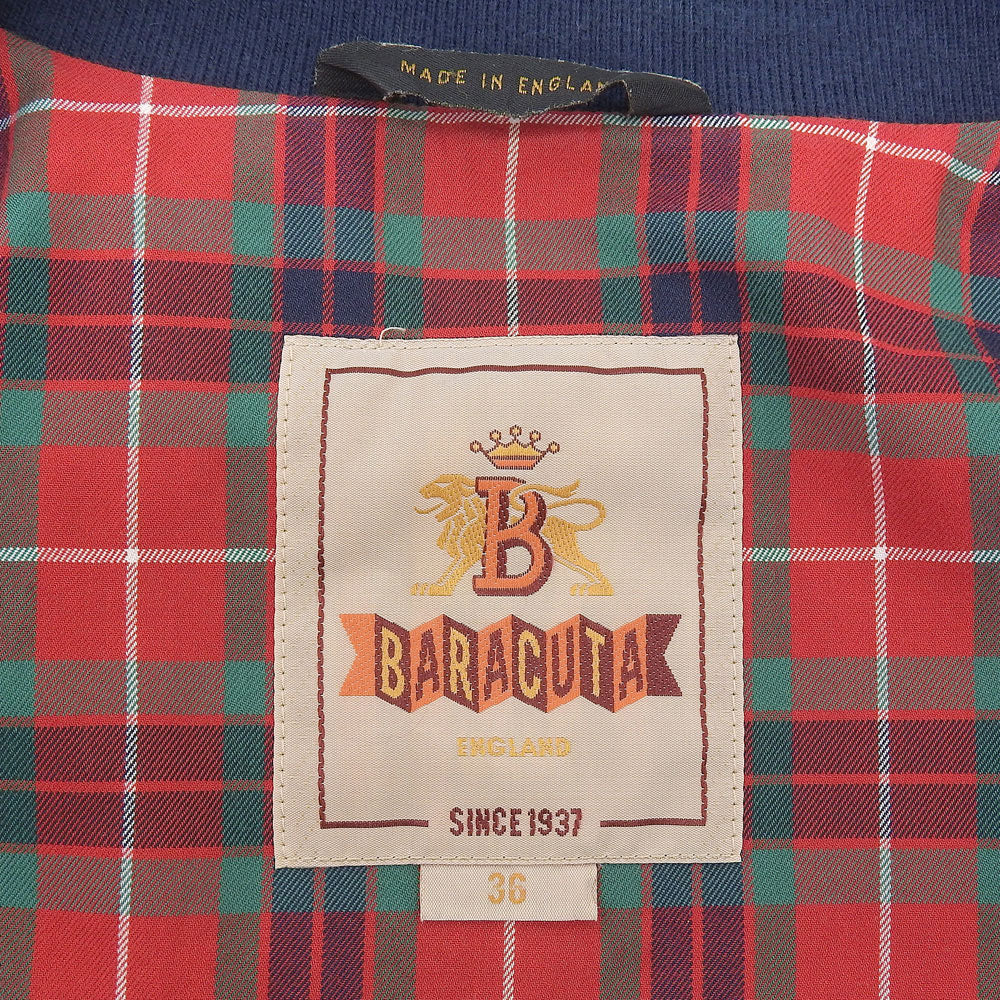 MADE IN ENGLAND
B
BARACUTA
ENGLAND
SINCE 1937
36